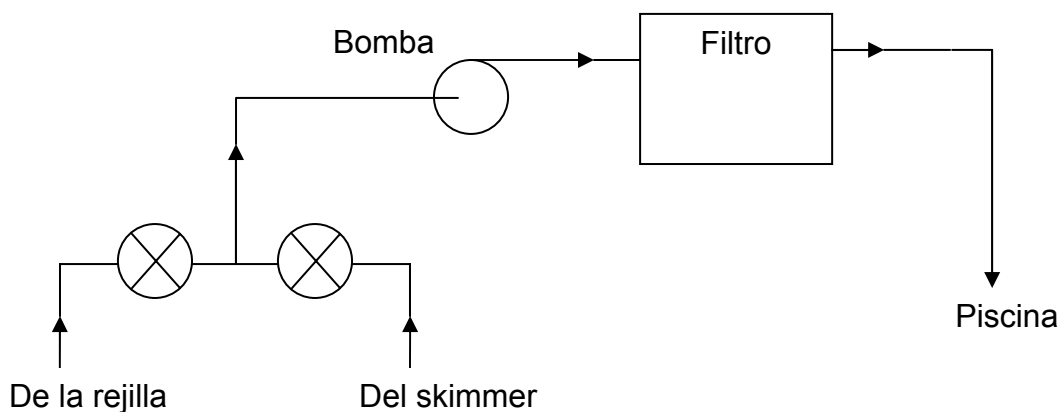 Bomba
Filtro
Piscina
De la rejilla
Del skimmer